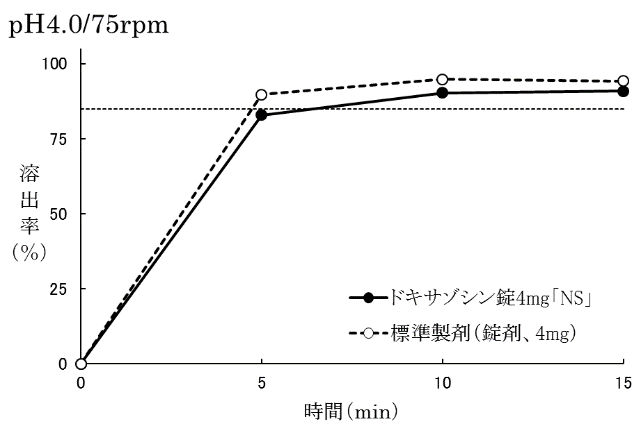 pH4.0/75rpm
100
75
50
25
0
溶出率(%)
0 5 10 15
時間(min)
ドキサゾシン錠4mg「NS」
標準製剤(錠剤、4mg)